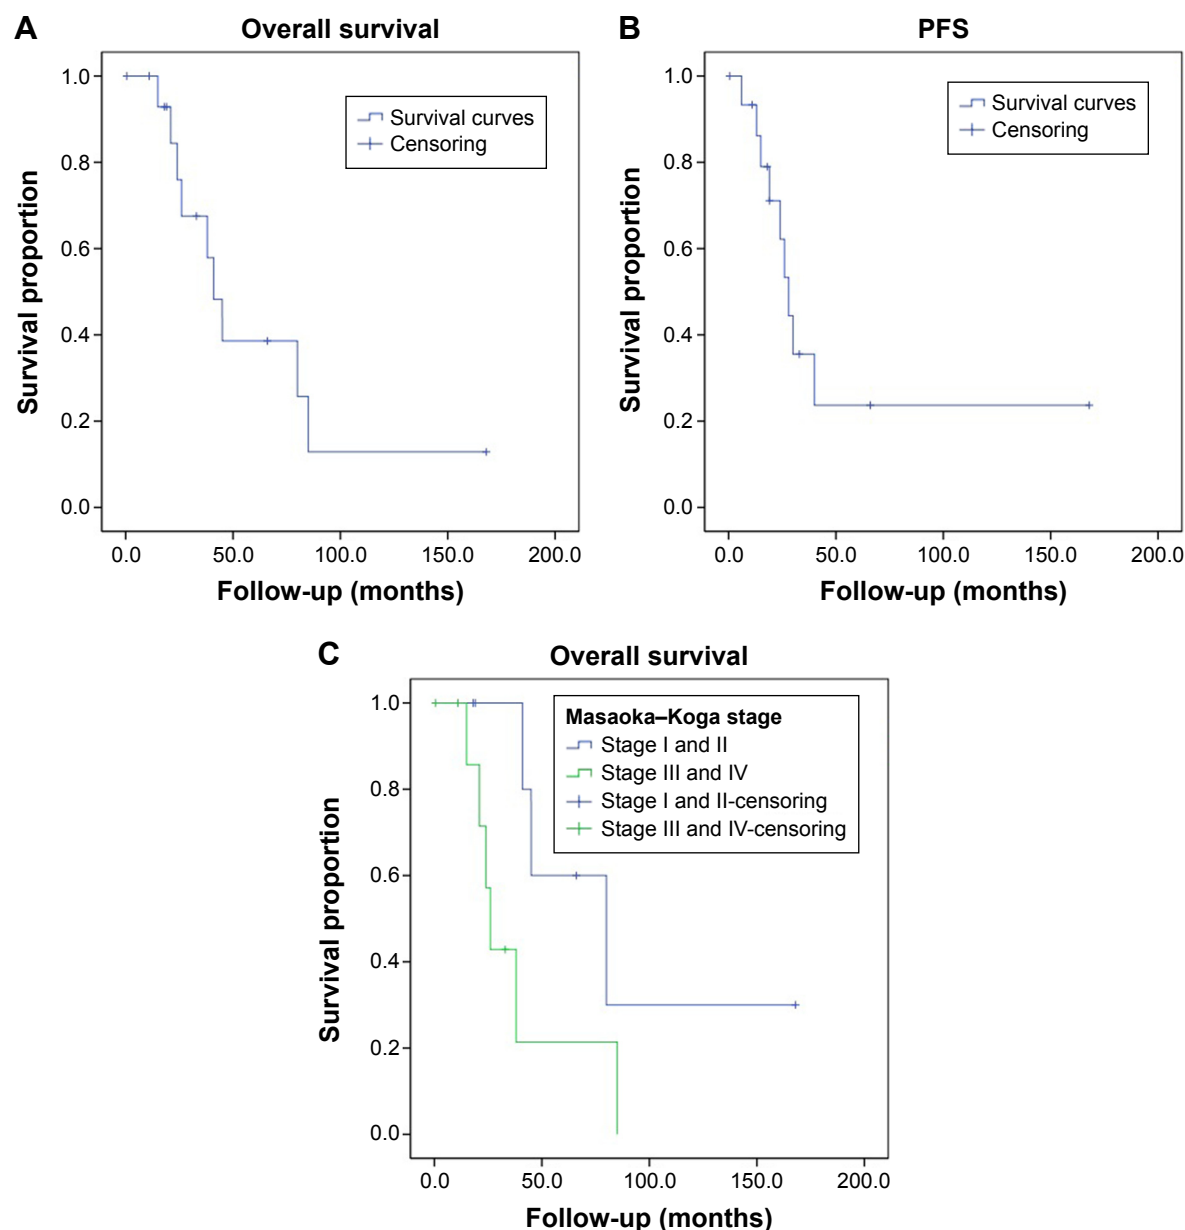 A
Overall survival
1.0
0.8
0.6
0.4
0.2
0.0
Survival proportion
Survival curves
Censoring
0.0 50.0 100.0 150.0 200.0
Follow-up (months)
B
PFS
1.0
0.8
0.6
0.4
0.2
0.0
Survival proportion
Survival curves
Censoring
0.0 50.0 100.0 150.0 200.0
Follow-up (months)
C
Overall survival
1.0
0.8
0.6
0.4
0.2
0.0
Survival proportion
Masaoka–Koga stage
Stage I and II
Stage III and IV
Stage I and II-censoring
Stage III and IV-censoring
0.0 50.0 100.0 150.0 200.0
Follow-up (months)